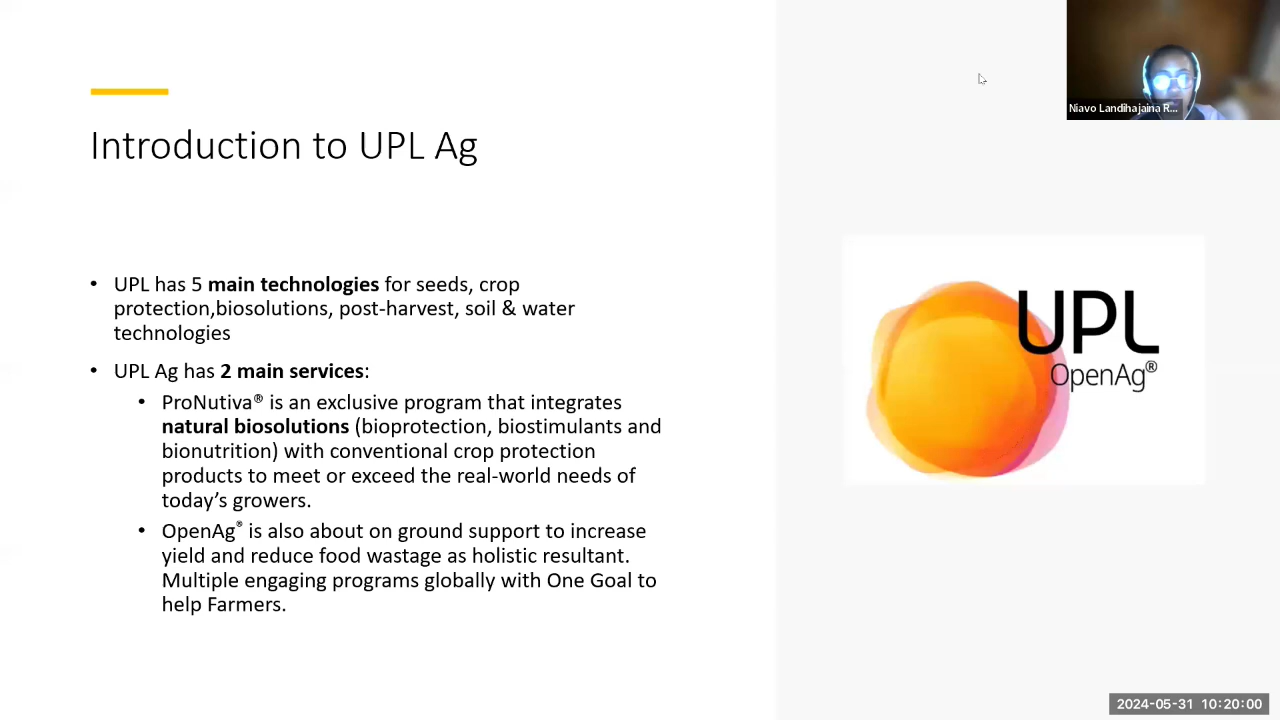 Niavo Landihajaina R...
Introduction to UPL Ag
• UPL has 5 main technologies for seeds, crop
protection,biosolutions, post-harvest, soil & water
technologies
• UPL Ag has 2 main services:
• ProNutiva® is an exclusive program that integrates
natural biosolutions (bioprotection, biostimulants and
bionutrition) with conventional crop protection
products to meet or exceed the real-world needs of
today’s growers.
• OpenAg® is also about on ground support to increase
yield and reduce food wastage as holistic resultant.
Multiple engaging programs globally with One Goal to
help Farmers.
UPL
OpenAg®
2024-05-31 10:20:00